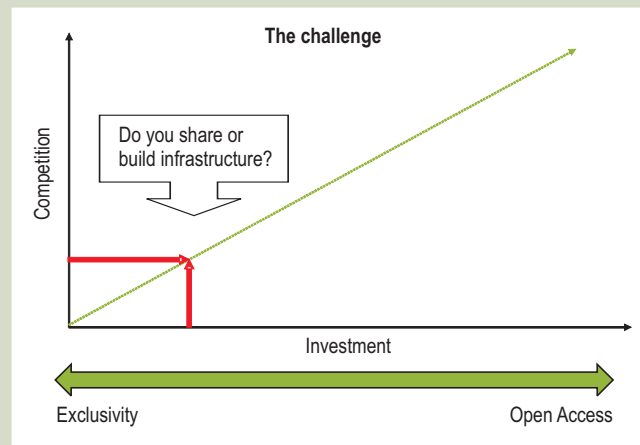 The challenge
Do you share or
build infrastructure?
Competition
Investment
Exclusivity
Open Access